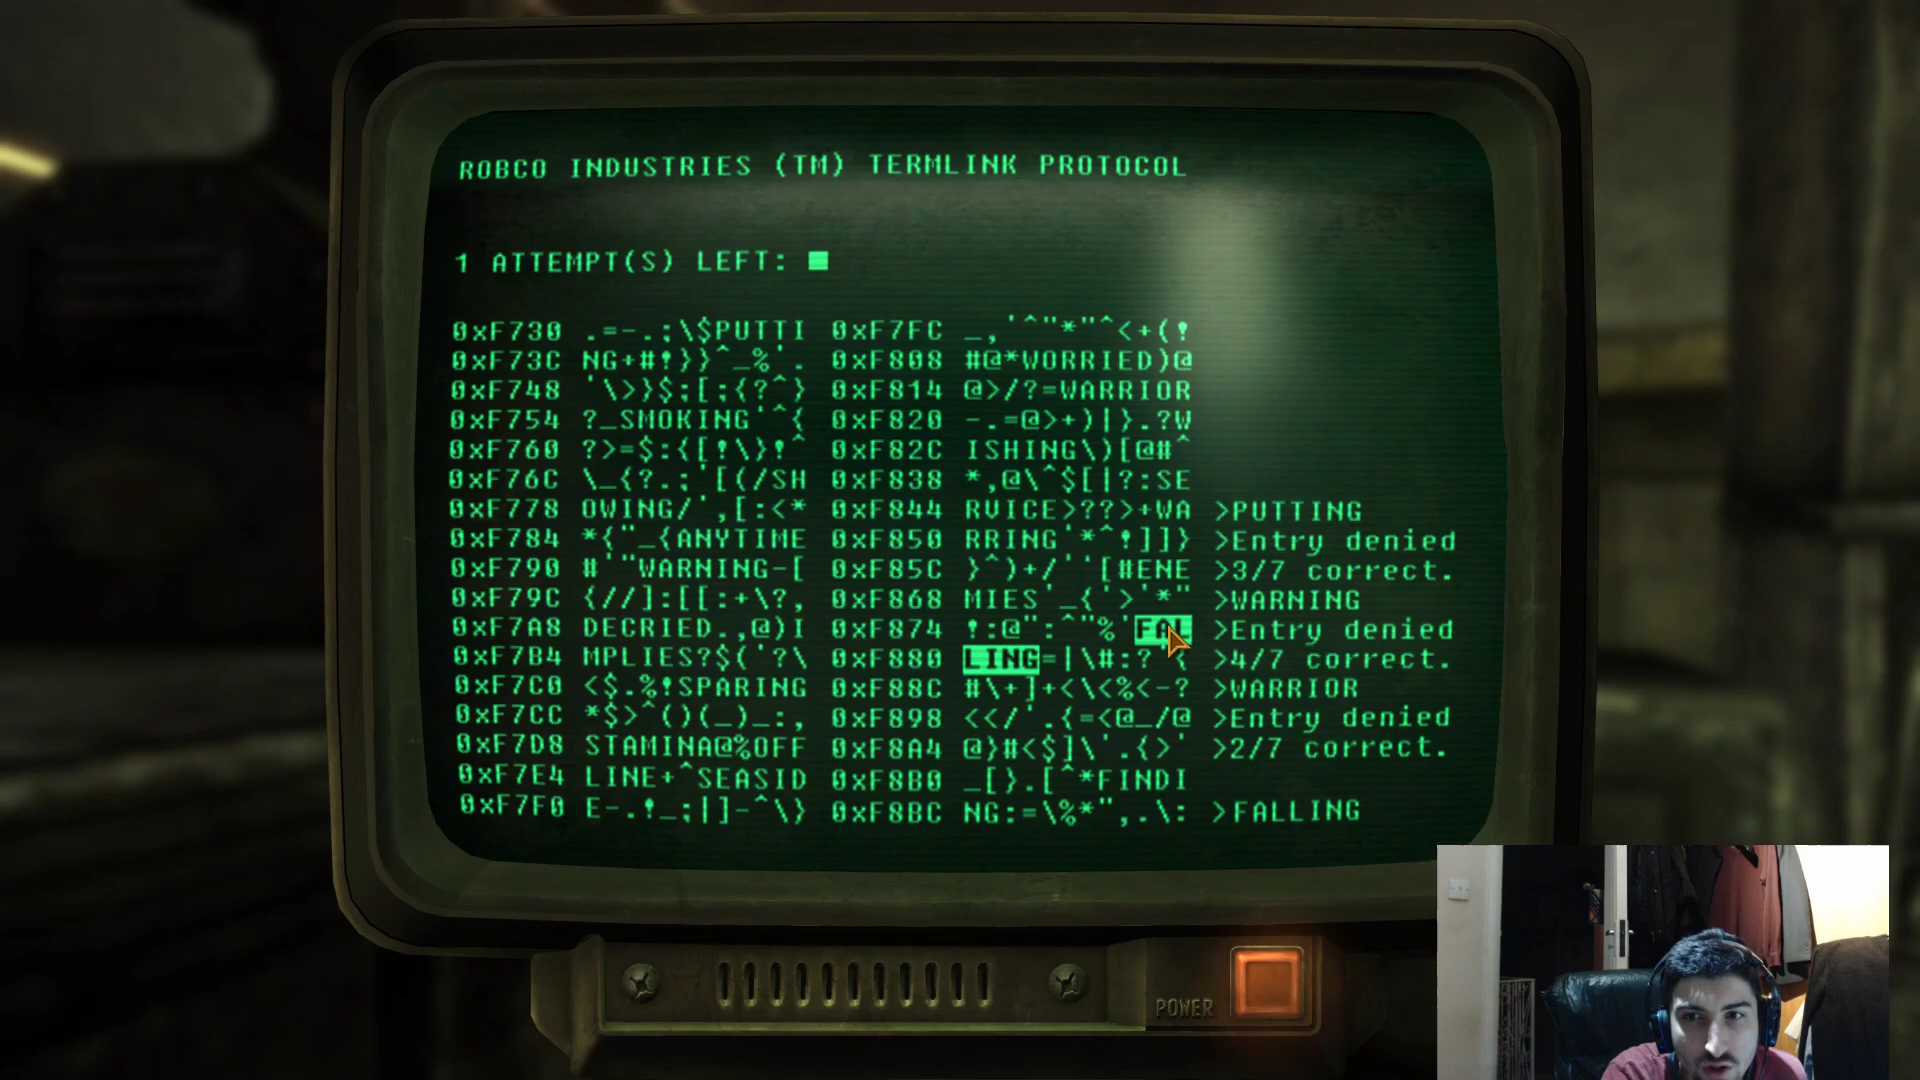 ROBCO INDUSTRIES (TM) TERMLINK PROTOCOL
1 ATTEMPT(S) LEFT:
0xF730 .=-.;\$PUTTI 0xF7FC _,'^"*"^<+(!
0xF73C NG+#!}}^_%'. 0xF808 #@*WORRIED)@
0xF748 '\>}$;[;{?^} 0xF814 @>/?=WARRIOR
0xF754 ?_SMOKING'^{ 0xF820 -.=@>+)|}.?W
0xF760 ?>=$:{[!\}!^ 0xF82C ISHING\)[@#^
0xF76C \_{?.;'[(/SH 0xF838 *,@\^$[|?:SE
0xF778 OWING/',[:<* 0xF844 RVICE>??>+WA >PUTTING
0xF784 *{"_{ANYTIME 0xF850 RRING'*^!]]} >Entry denied
0xF790 #'"WARNING-[ 0xF85C }^)+/''[#ENE >3/7 correct.
0xF79C {//]:[[:+\?, 0xF868 MIES'_{'>'*" >WARNING
0xF7A8 DECRIED.,@)I 0xF874 !:@":^"%'FAL >Entry denied
0xF7B4 MPLIES?$('?\ 0xF880 LING=|\#:?''{ >4/7 correct.
0xF7C0 <$.%!SPARING 0xF88C #\+]+<\<%<-? >WARRIOR
0xF7CC *$>^()(_)_:, 0xF898 <</'.{=<@_/@ >Entry denied
0xF7D8 STAMINA@%OFF 0xF8A4 @}#<$]\'.{>' >2/7 correct.
0xF7E4 LINE+^SEASID 0xF8B0 _[}.[^*FINDI
0xF7F0 E-.!_;|]-^\} 0xF8BC NG:=\%*",.\: >FALLING
POWER